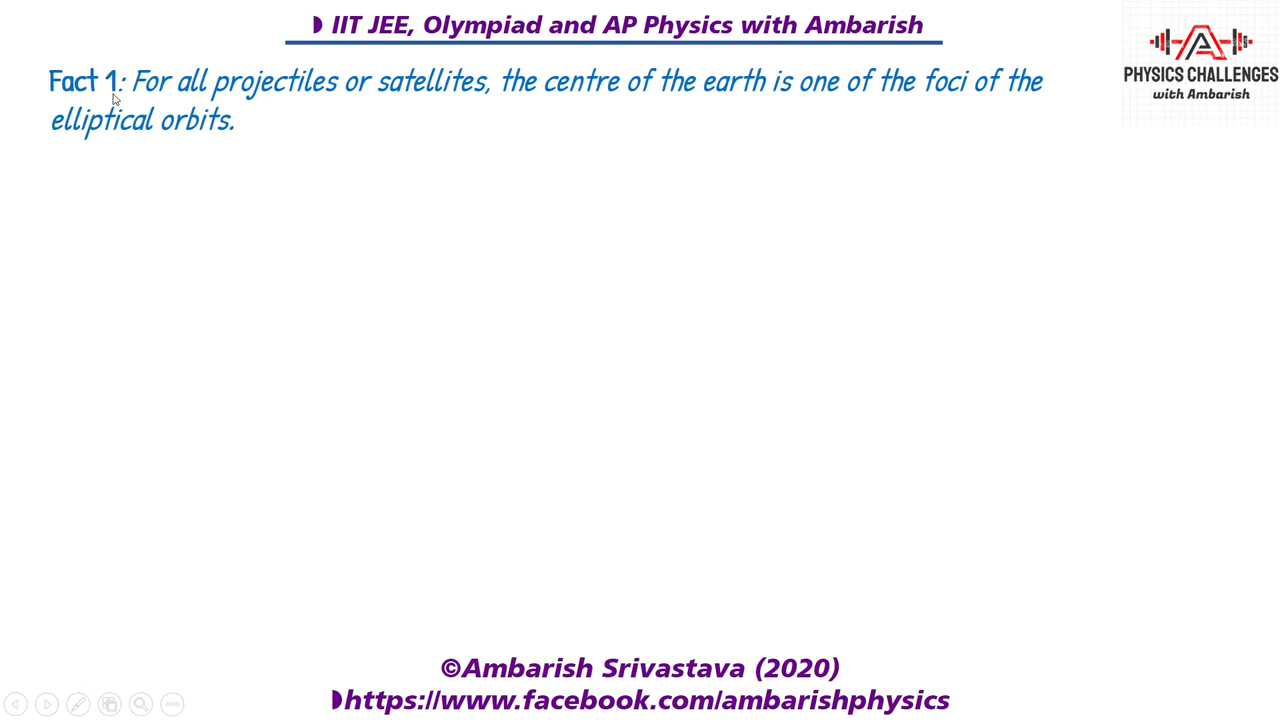 ◗ IIT JEE, Olympiad and AP Physics with Ambarish
PHYSICS CHALLENGES
with Ambarish
Fact 1: For all projectiles or satellites, the centre of the earth is one of the foci of the
elliptical orbits.
©Ambarish Srivastava (2020)
◗https://www.facebook.com/ambarishphysics